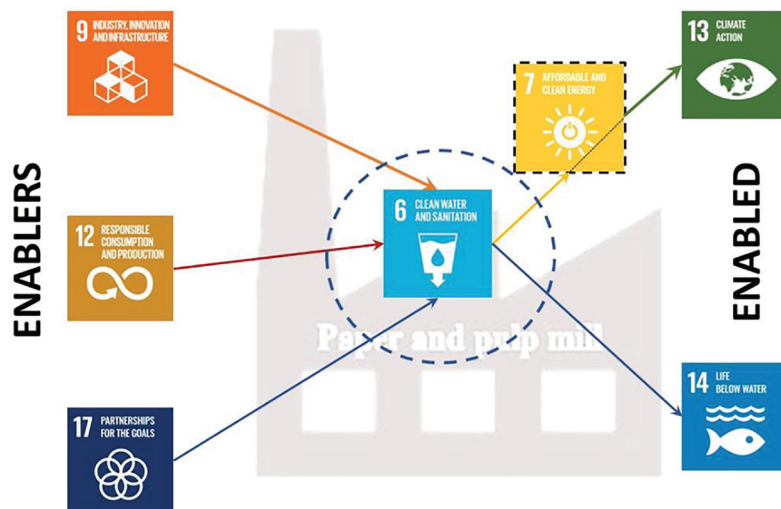 ENABLERS
9 INDUSTRY, INNOVATION
AND INFRASTRUCTURE
12 RESPONSIBLE
CONSUMPTION
AND PRODUCTION
17 PARTNERSHIPS
FOR THE GOALS
6 CLEAN WATER
AND SANITATION
Paper and pulp mill
7 AFFORDABLE AND
CLEAN ENERGY
13 CLIMATE
ACTION
14 LIFE
BELOW WATER
ENABLED